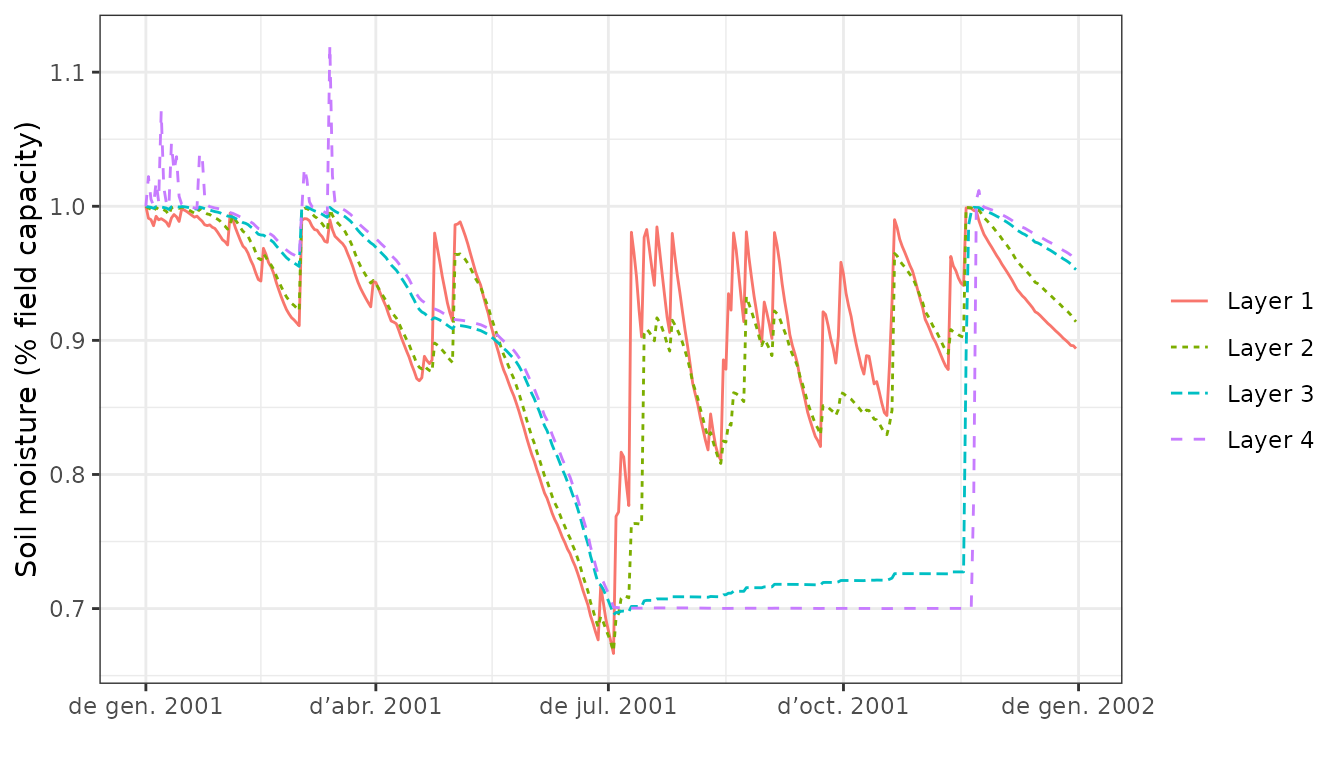 Soil moisture (% field capacity)
1.1
1.0
0.9
0.8
0.7
de gen. 2001
d’abr. 2001
de jul. 2001
d’oct. 2001
de gen. 2002
Layer 1
Layer 2
Layer 3
Layer 4